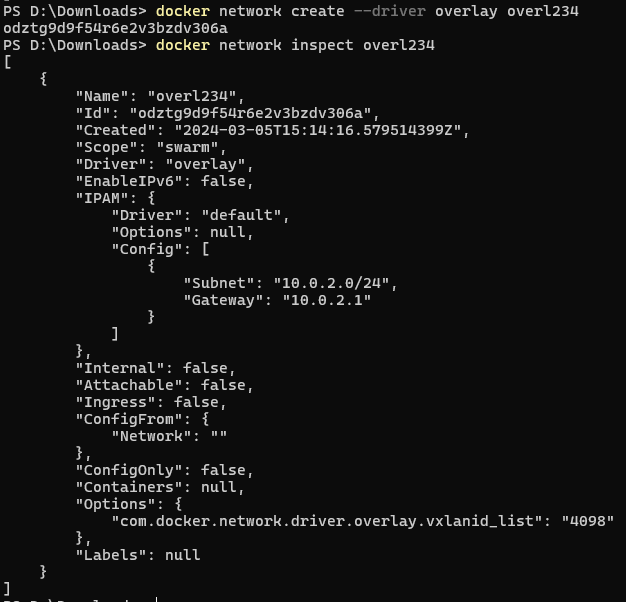 PS D:\Downloads> docker network create --driver overlay overl234
odztg9d9f54r6e2v3bzdv306a
PS D:\Downloads> docker network inspect overl234
[
    {
        "Name": "overl234",
        "Id": "odztg9d9f54r6e2v3bzdv306a",
        "Created": "2024-03-05T15:14:16.579514399Z",
        "Scope": "swarm",
        "Driver": "overlay",
        "EnableIPv6": false,
        "IPAM": {
            "Driver": "default",
            "Options": null,
            "Config": [
                {
                    "Subnet": "10.0.2.0/24",
                    "Gateway": "10.0.2.1"
                }
            ]
        },
        "Internal": false,
        "Attachable": false,
        "Ingress": false,
        "ConfigFrom": {
            "Network": ""
        },
        "ConfigOnly": false,
        "Containers": null,
        "Options": {
            "com.docker.network.driver.overlay.vxlanid_list": "4098"
        },
        "Labels": null
    }
]